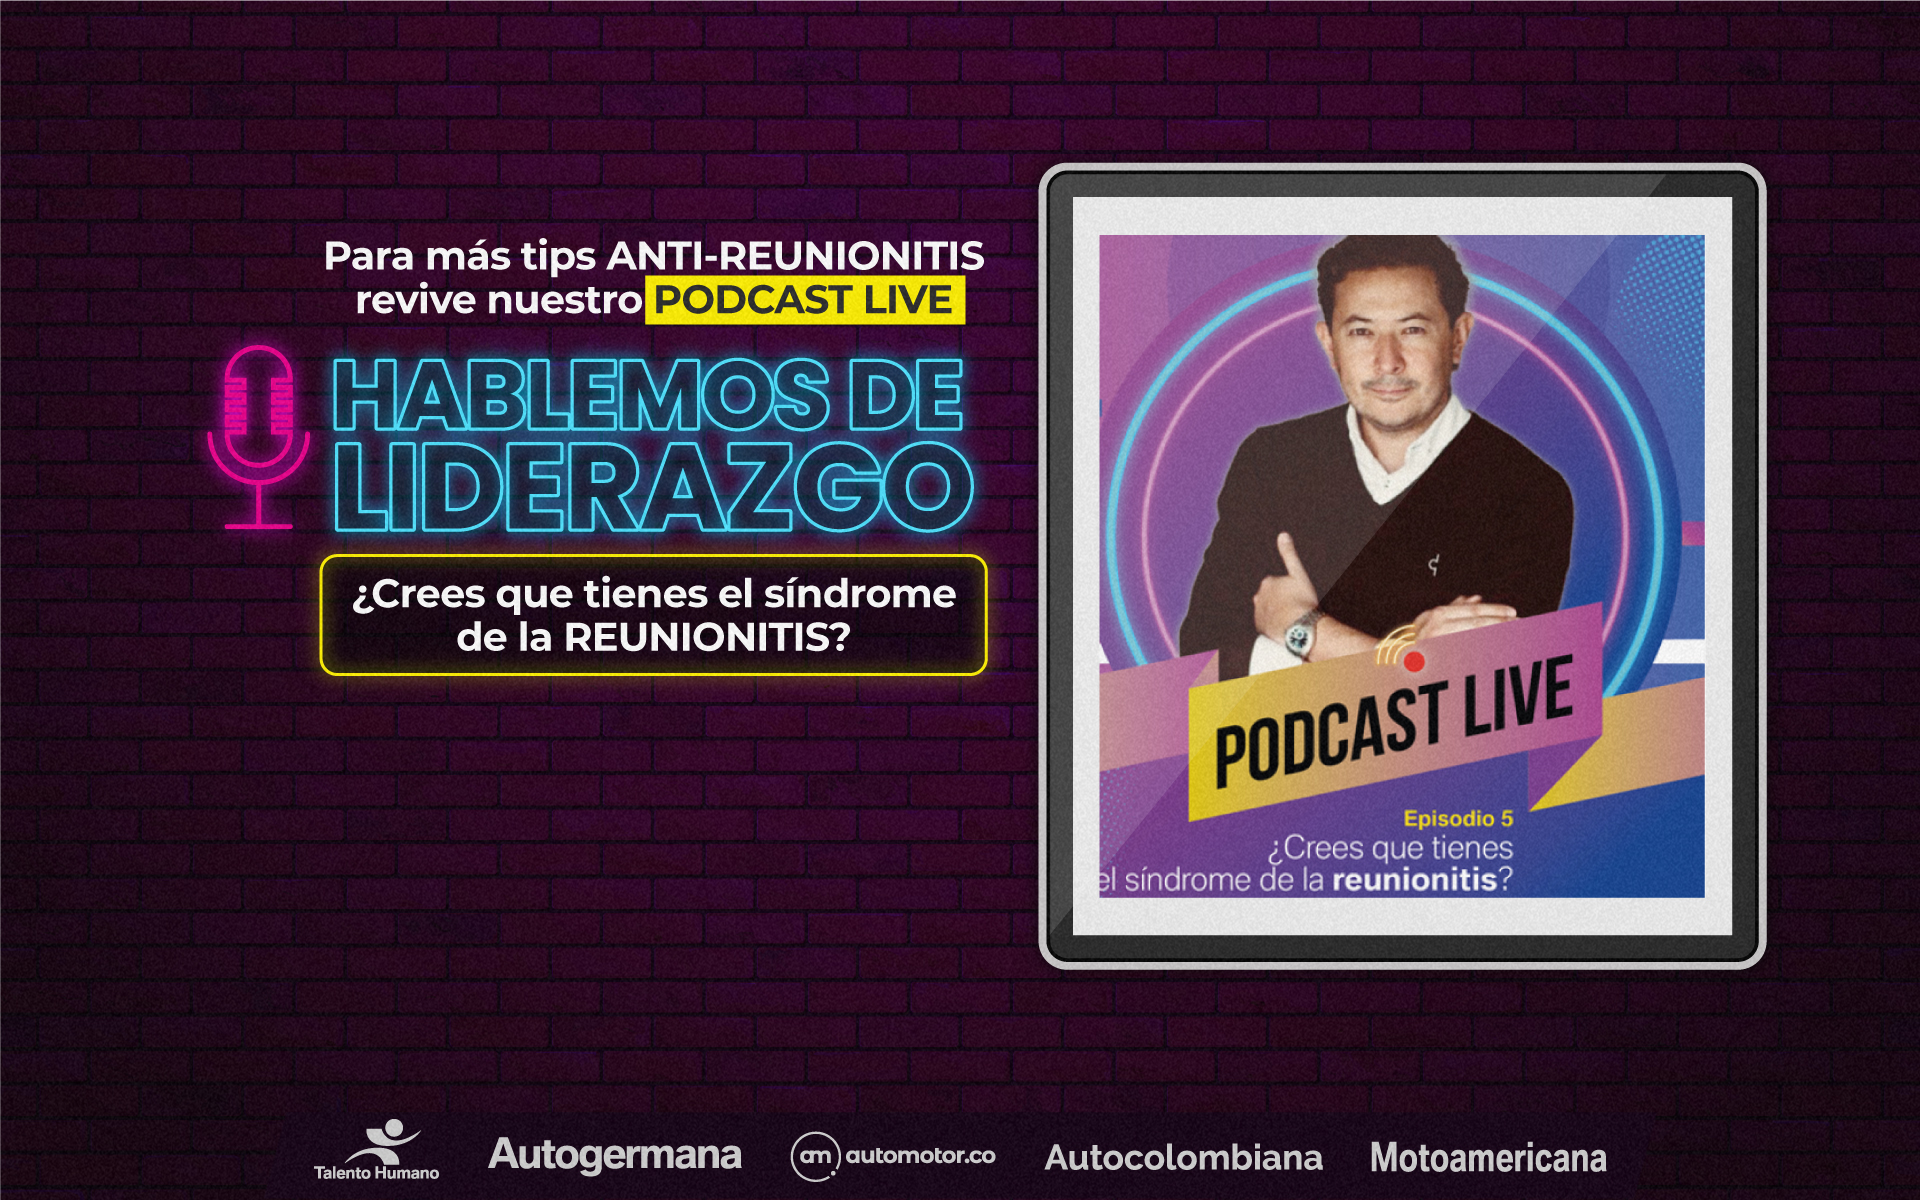 Para más tips ANTI-REUNIONITIS
revive nuestro PODCAST LIVE
HABLEMOS DE
LIDERAZGO
¿Crees que tienes el síndrome
de la REUNIONITIS?
PODCAST LIVE
Episodio 5
¿Crees que tienes
el síndrome de la reunionitis?
Talento Humano
Autogermana
am automotor.co
Autocolombiana
Motoamericana